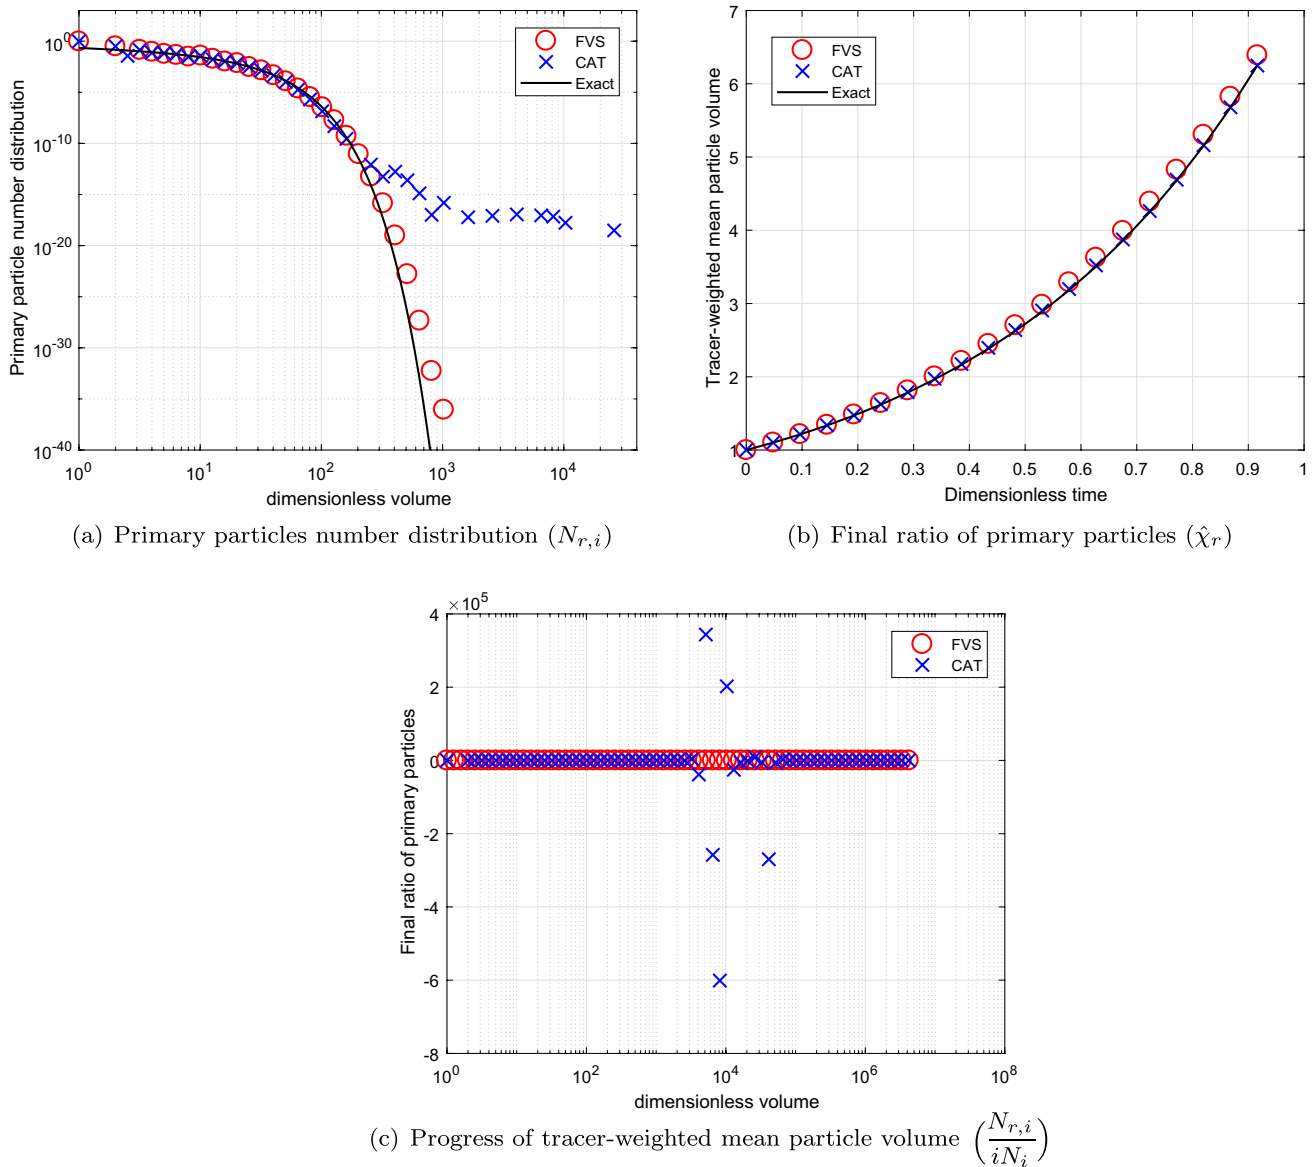 10^0
10^-10
10^-20
10^-30
10^-40
Primary particle number distribution
FVS
CAT
Exact
10^0 10^1 10^2 10^3 10^4
dimensionless volume
(a) Primary particles number distribution (N_{r,i})
7
6
5
4
3
2
1
Tracer-weighted mean particle volume
FVS
CAT
Exact
0 0.1 0.2 0.3 0.4 0.5 0.6 0.7 0.8 0.9 1
Dimensionless time
(b) Final ratio of primary particles (χ̂_r)
×10^5
4
2
0
-2
-4
-6
-8
Final ratio of primary particles
FVS
CAT
10^0 10^2 10^4 10^6 10^8
dimensionless volume
(c) Progress of tracer-weighted mean particle volume (N_{r,i}/iN_i)